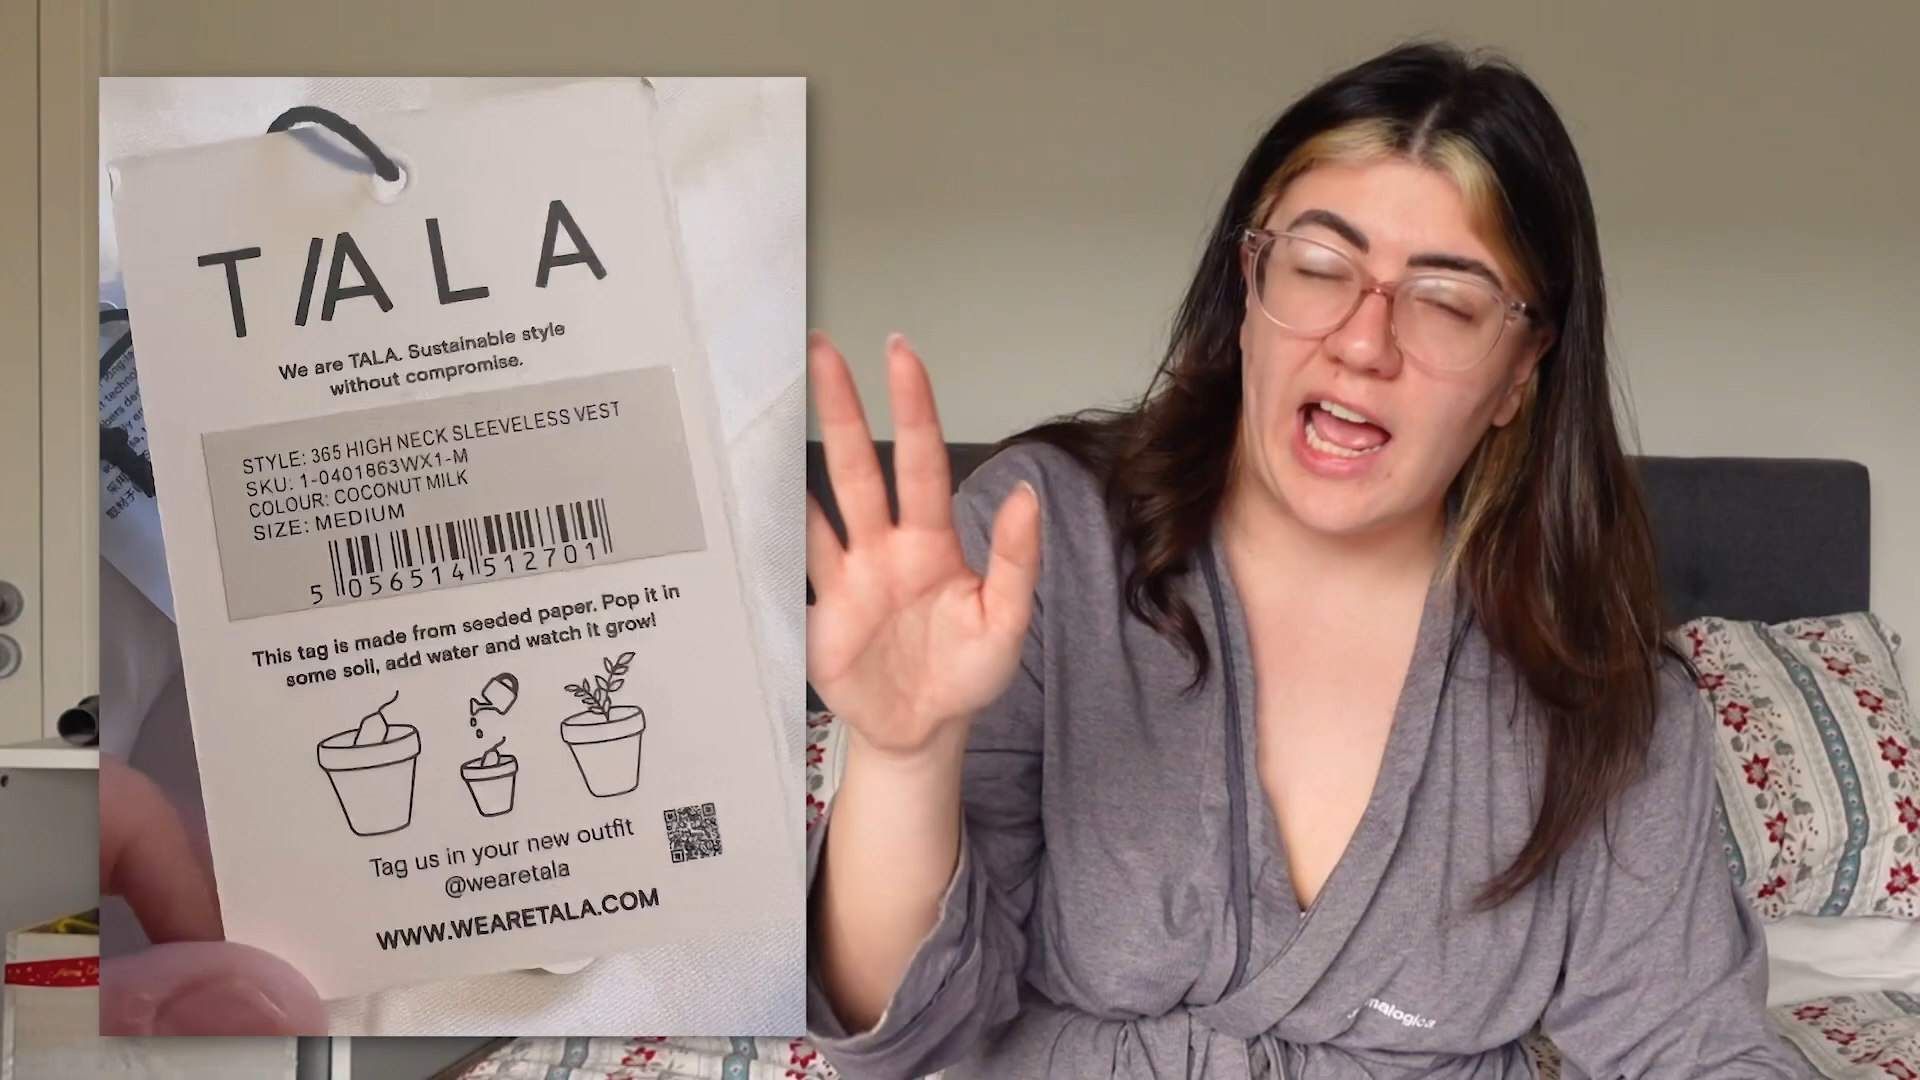 TALA
We are TALA. Sustainable style
without compromise.
STYLE: 365 HIGH NECK SLEEVELESS VEST
SKU: 1-0401863WX1-M
COLOUR: COCONUT MILK
SIZE: MEDIUM
5 056514 512701
This tag is made from seeded paper. Pop it in
some soil, add water and watch it grow!
Tag us in your new outfit
@wearetala
WWW.WEARETALA.COM
malogica